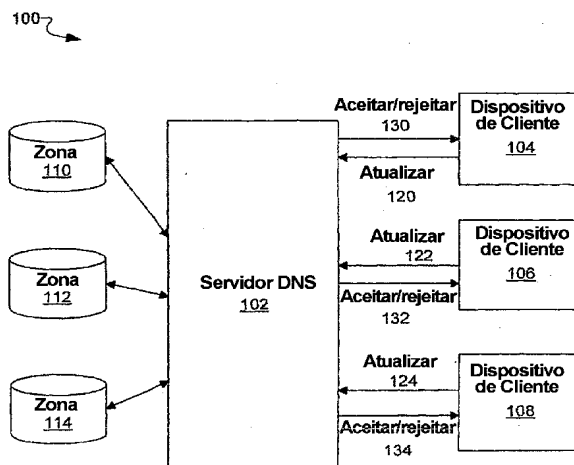 100
Zona
110
Zona
112
Zona
114
Servidor DNS
102
Aceitar/rejeitar
130
Atualizar
120
Dispositivo
de Cliente
104
Atualizar
122
Aceitar/rejeitar
132
Dispositivo
de Cliente
106
Atualizar
124
Aceitar/rejeitar
134
Dispositivo
de Cliente
108